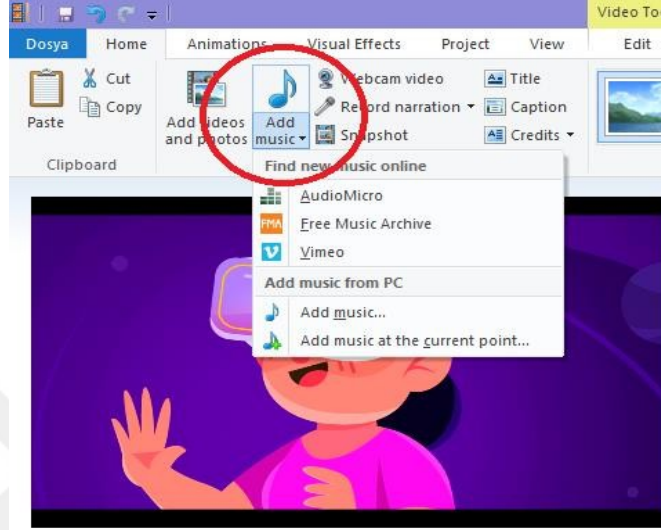 Video To
Dosya Home Animations Visual Effects Project View Edit
Paste
Cut
Copy
Clipboard
Add videos
and photos
Add
music
Webcam video
Record narration
Snapshot
Title
Caption
Credits
Find new music online
AudioMicro
FMA Free Music Archive
Vimeo
Add music from PC
Add music...
Add music at the current point...